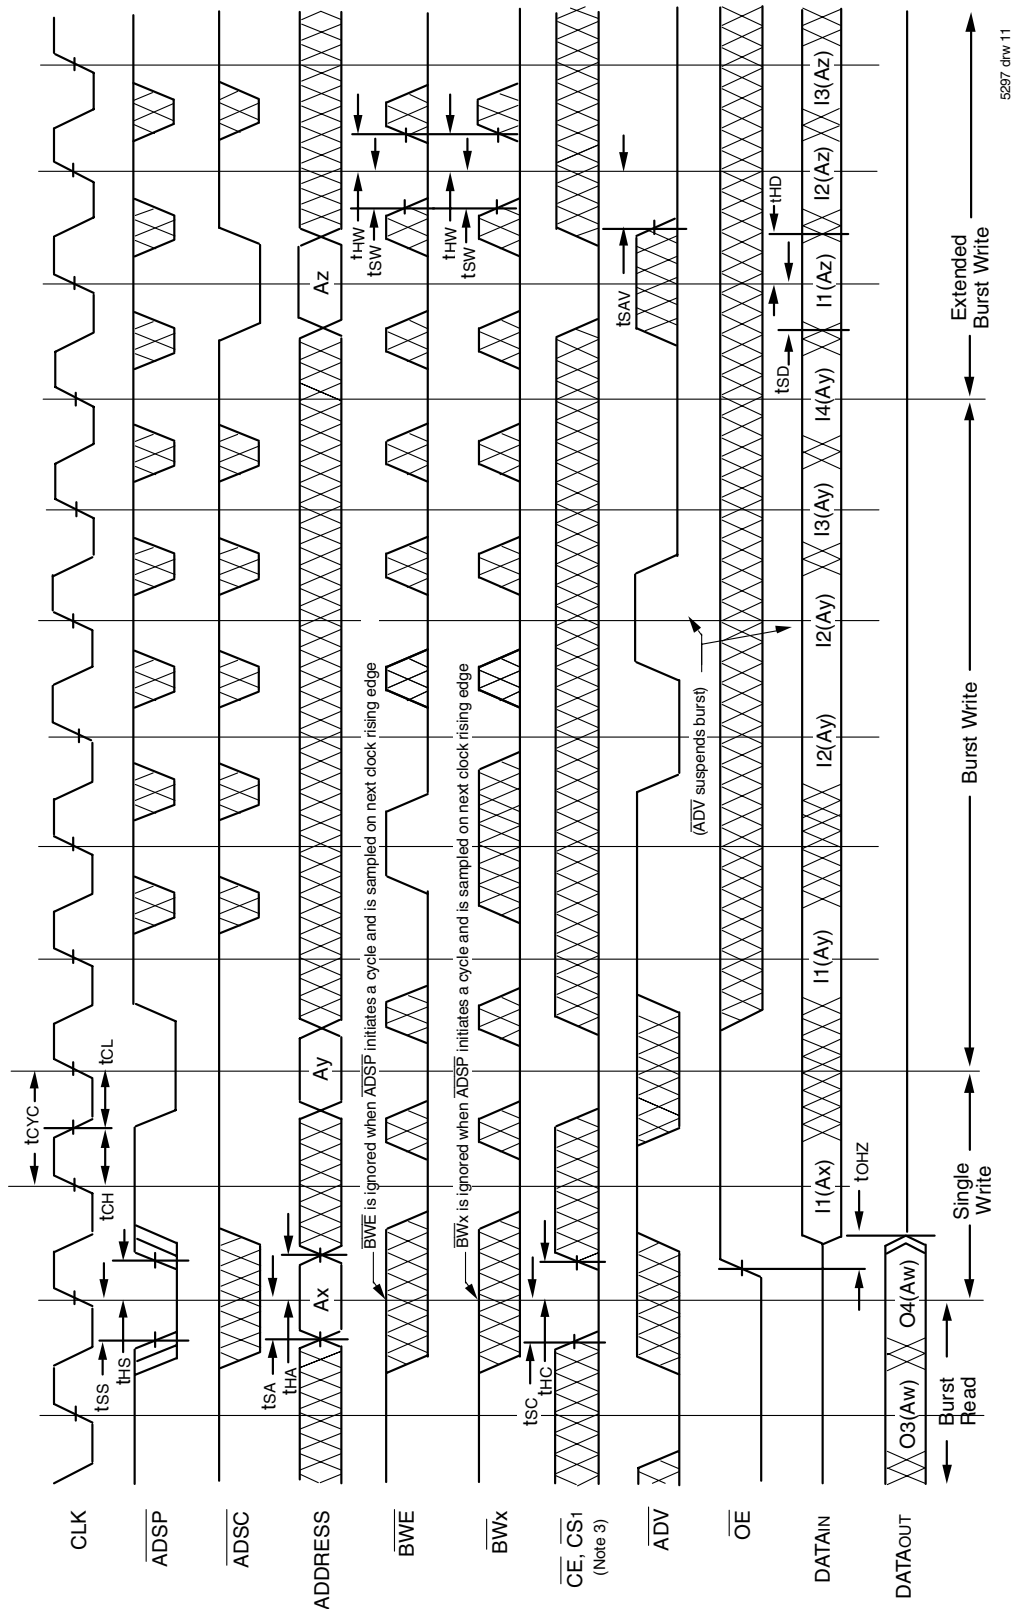 CLK
ADSP
ADSC
ADDRESS
BWE
BWx
CE, CS1
(Note 3)
ADV
OE
DATAIN
DATAOUT
tCYC
tCH
tCL
tSS
tHS
tSA
tHA
Ax
Ay
Az
BWE is ignored when ADSP initiates a cycle and is sampled on next clock rising edge
tHW
tSW
BWx is ignored when ADSP initiates a cycle and is sampled on next clock rising edge
tHW
tSW
tSC
tHC
tSAV
(ADV suspends burst)
tSD
tHD
I1(Ax)
I1(Ay)
I2(Ay)
I2(Ay)
I3(Ay)
I4(Ay)
I1(Az)
I2(Az)
I3(Az)
tOHZ
O3(Aw)
O4(Aw)
Burst
Read
Single
Write
Burst Write
Extended
Burst Write
5297 drw 11